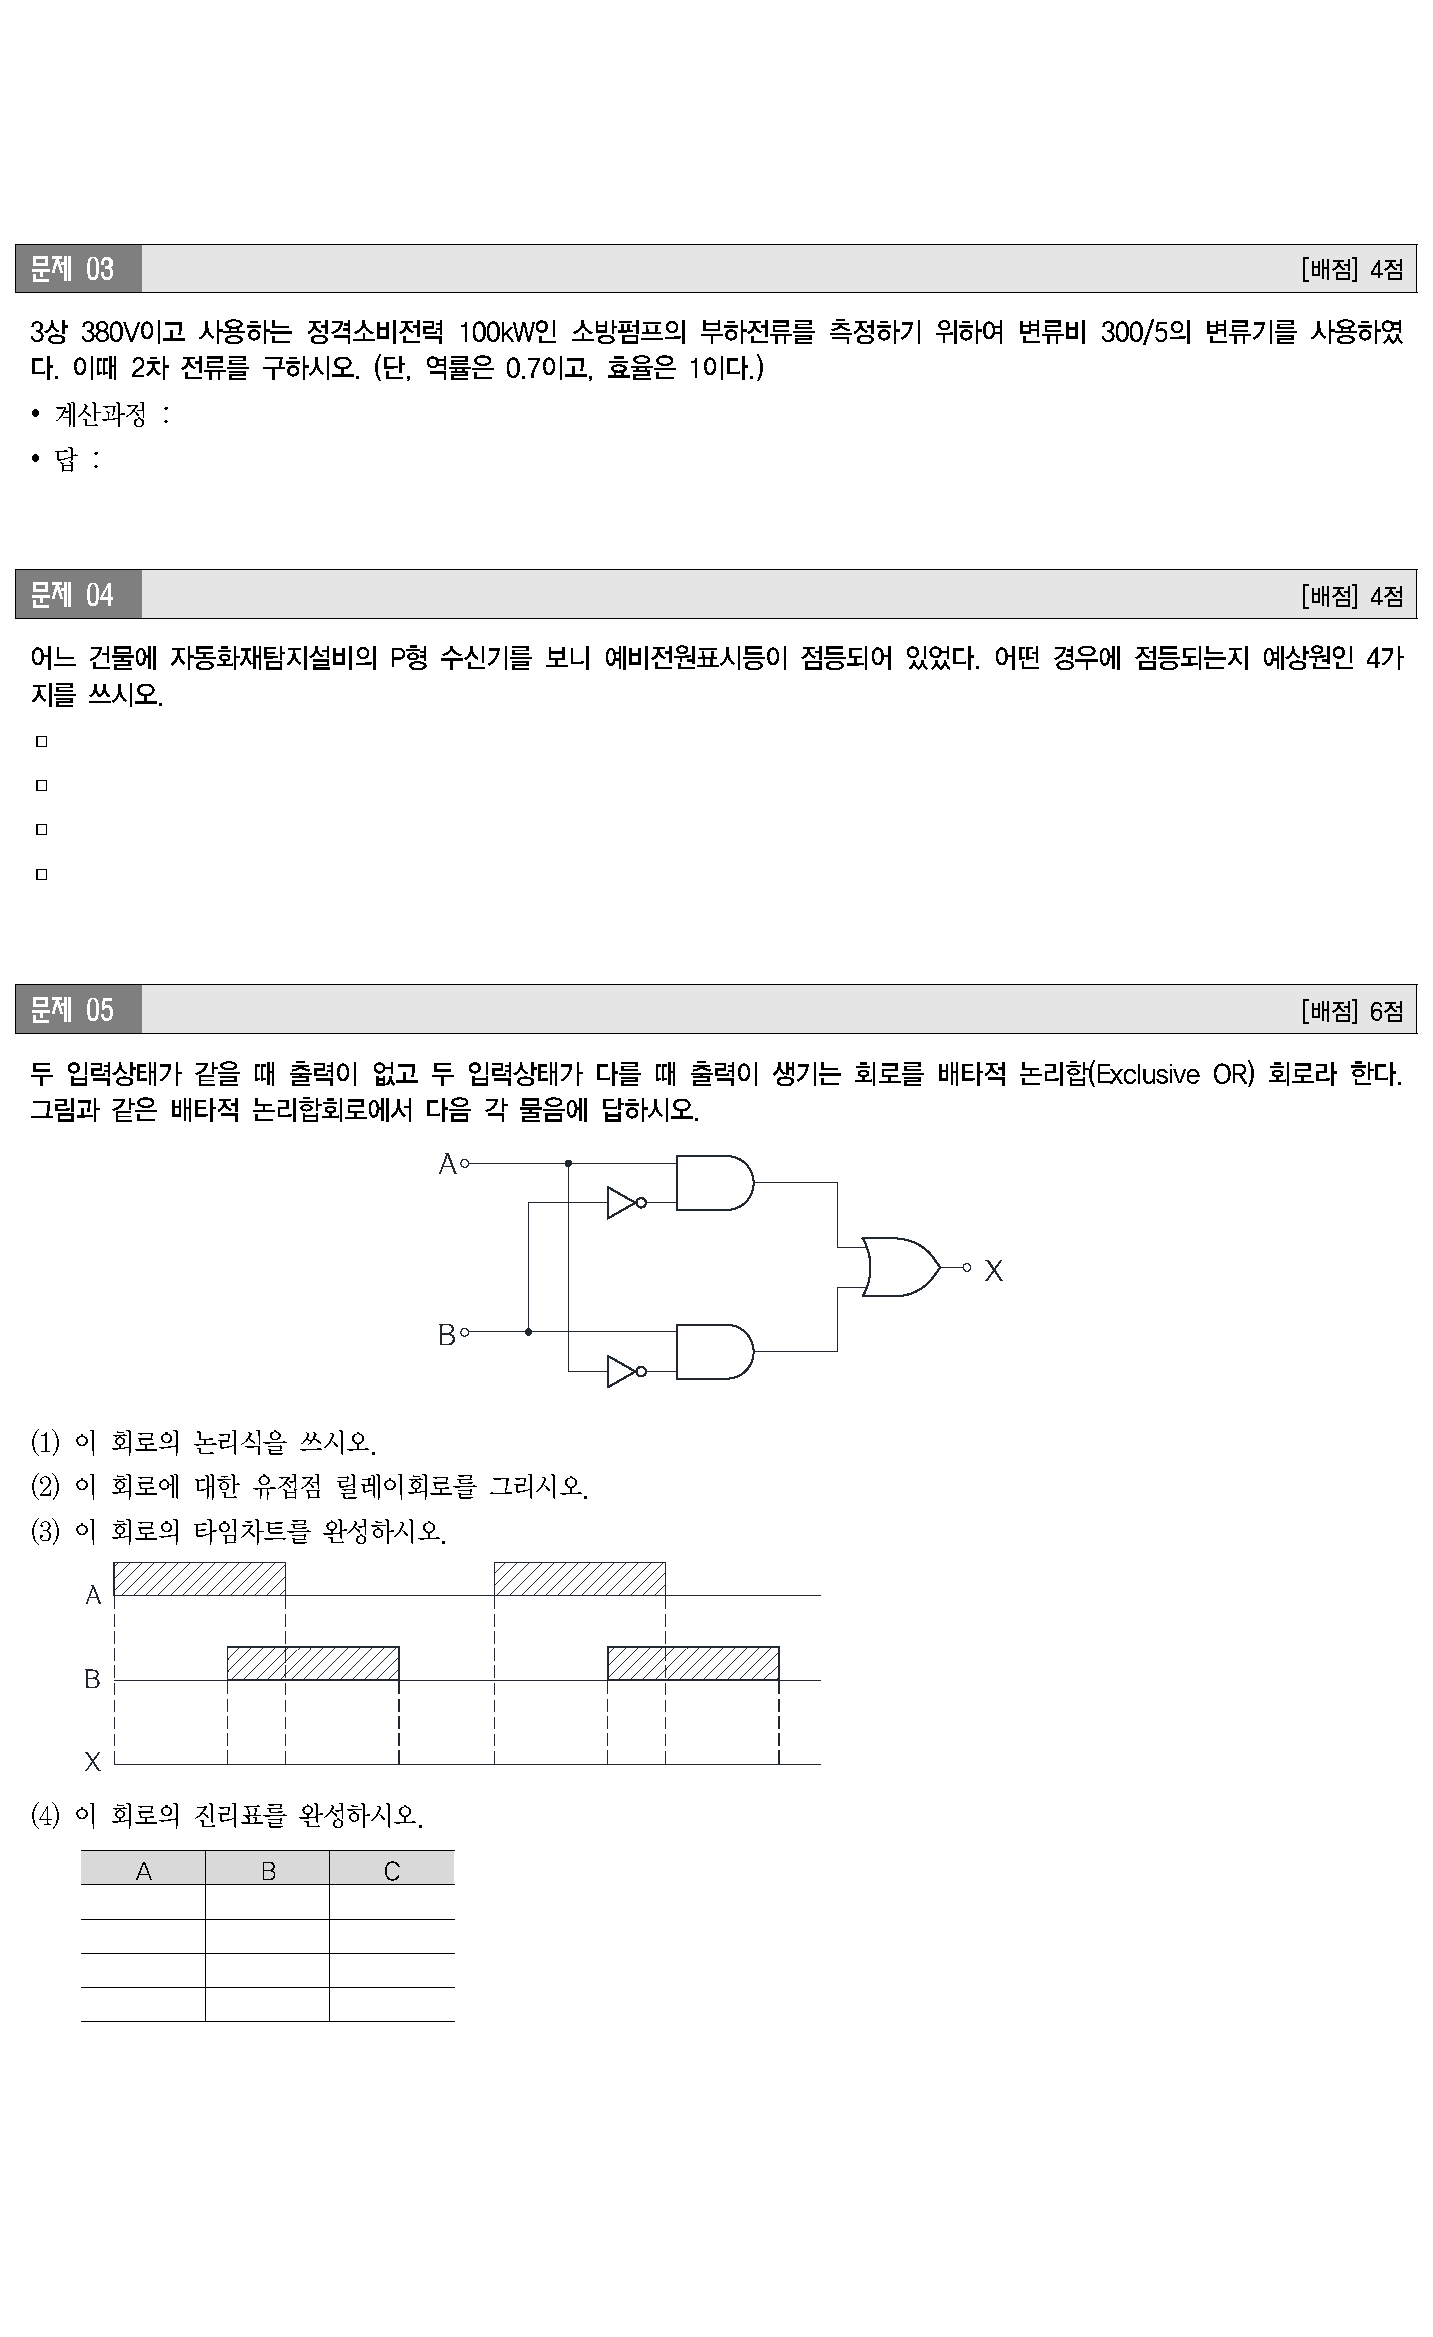 문제 03
[배점] 4점
3상 380V이고 사용하는 정격소비전력 100kW인 소방펌프의 부하전류를 측정하기 위하여 변류비 300/5의 변류기를 사용하였
다. 이때 2차 전류를 구하시오. (단, 역률은 0.7이고, 효율은 1이다.)
• 계산과정 :
• 답 :
문제 04
[배점] 4점
어느 건물에 자동화재탐지설비의 P형 수신기를 보니 예비전원표시등이 점등되어 있었다. 어떤 경우에 점등되는지 예상원인 4가
지를 쓰시오.
문제 05
[배점] 6점
두 입력상태가 같을 때 출력이 없고 두 입력상태가 다를 때 출력이 생기는 회로를 배타적 논리합(Exclusive OR) 회로라 한다.
그림과 같은 배타적 논리합회로에서 다음 각 물음에 답하시오.
A
X
B
(1) 이 회로의 논리식을 쓰시오.
(2) 이 회로에 대한 유접점 릴레이회로를 그리시오.
(3) 이 회로의 타임차트를 완성하시오.
A
B
X
(4) 이 회로의 진리표를 완성하시오.
A B C